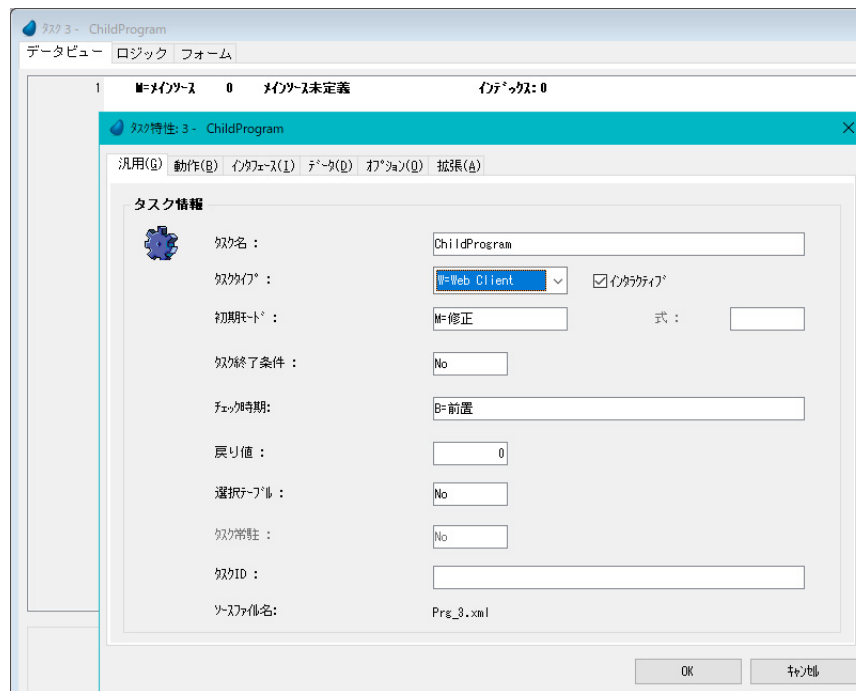 ﾀｽｸ 3 -   ChildProgram
データビュー ロジック フォーム
1 M=ﾒｲﾝｿｰｽ 0 ﾒｲﾝｿｰｽ未定義 ｲﾝﾃﾞｯｸｽ: 0
ﾀｽｸ特性: 3 -   ChildProgram
汎用(G) 動作(B) ｲﾝﾀﾌｪｰｽ(I) ﾃﾞｰﾀ(D) ｵﾌﾟｼｮﾝ(O) 拡張(A)
タスク情報
ﾀｽｸ名： ChildProgram
ﾀｽｸﾀｲﾌﾟ： W=Web Client ｲﾝﾀﾗｸﾃｨﾌﾞ
初期ﾓｰﾄﾞ： M=修正 式：
ﾀｽｸ終了条件： No
ﾁｪｯｸ時期: B=前置
戻り値： 0
選択ﾃｰﾌﾞﾙ： No
ﾀｽｸ常駐： No
ﾀｽｸID：
ｿｰｽﾌｧｲﾙ名: Prg_3.xml
OK ｷｬﾝｾﾙ